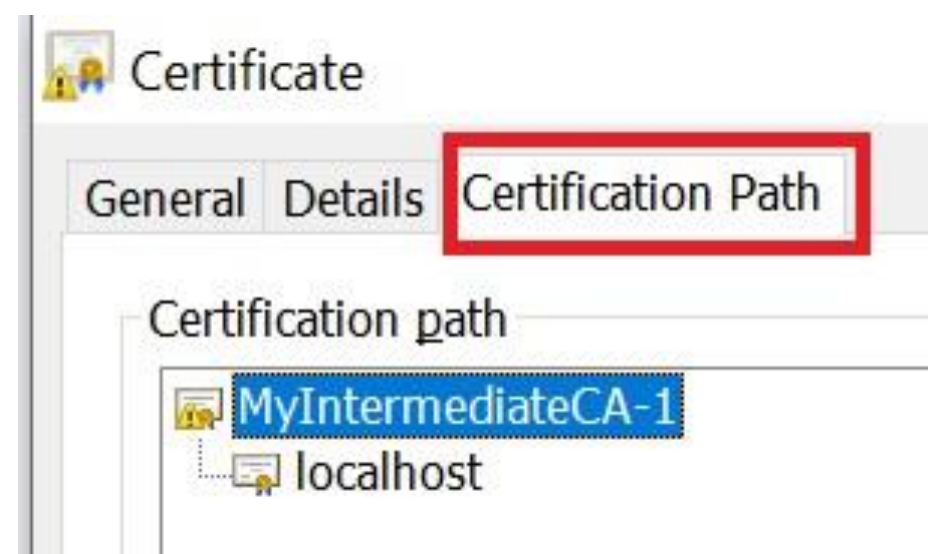 Certificate
General Details Certification Path
Certification path
MyIntermediateCA-1
localhost